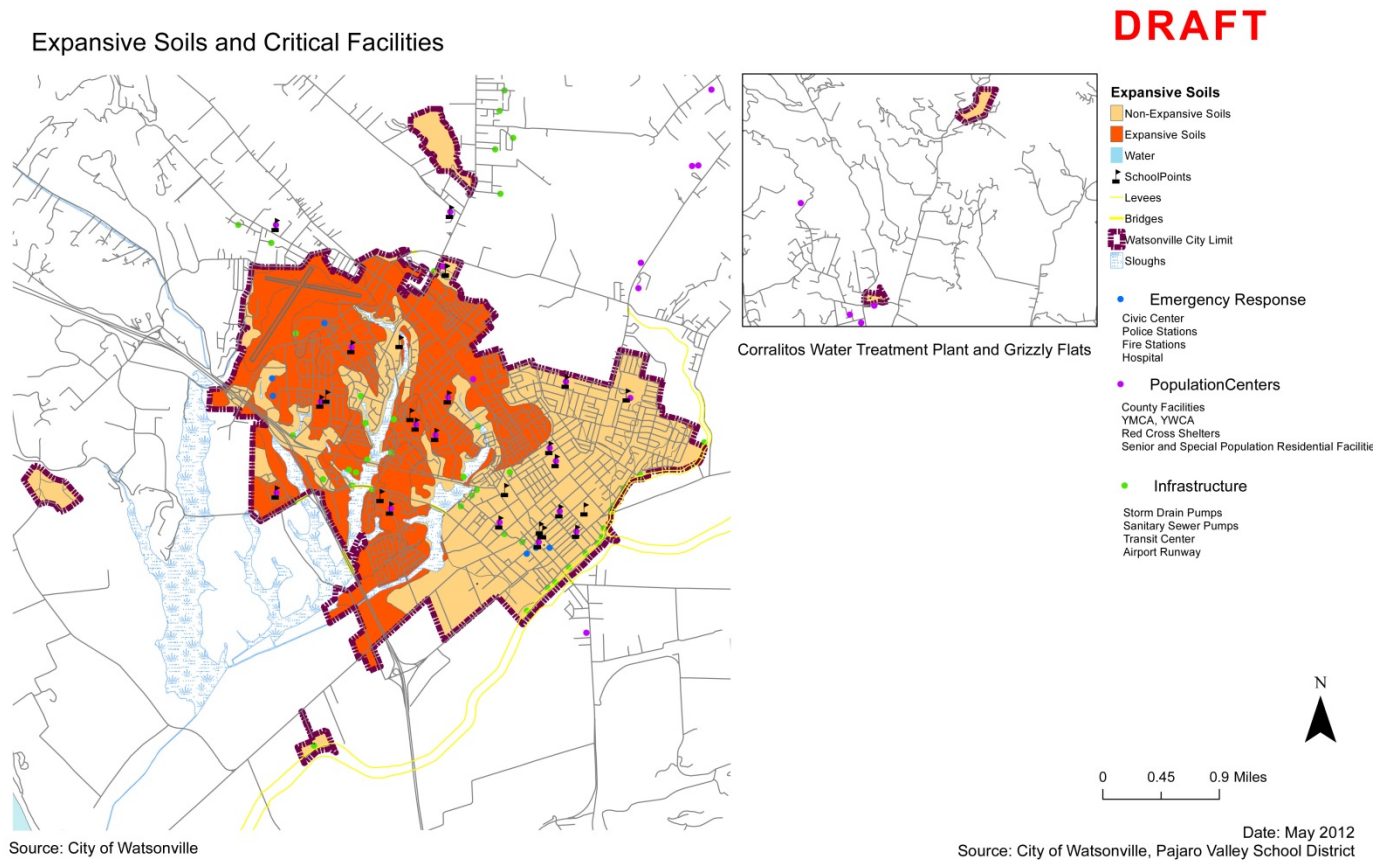 DRAFT
Expansive Soils and Critical Facilities
Expansive Soils
Non-Expansive Soils
Expansive Soils
Water
SchoolPoints
Levees
Bridges
Watsonville City Limit
Sloughs
Emergency Response
Civic Center
Police Stations
Fire Stations
Hospital
Corralitos Water Treatment Plant and Grizzly Flats
PopulationCenters
County Facilities
YMCA, YWCA
Red Cross Shelters
Senior and Special Population Residential Facilitie
Infrastructure
Storm Drain Pumps
Sanitary Sewer Pumps
Transit Center
Airport Runway
N
0 0.45 0.9 Miles
Date: May 2012
Source: City of Watsonville
Source: City of Watsonville, Pajaro Valley School District